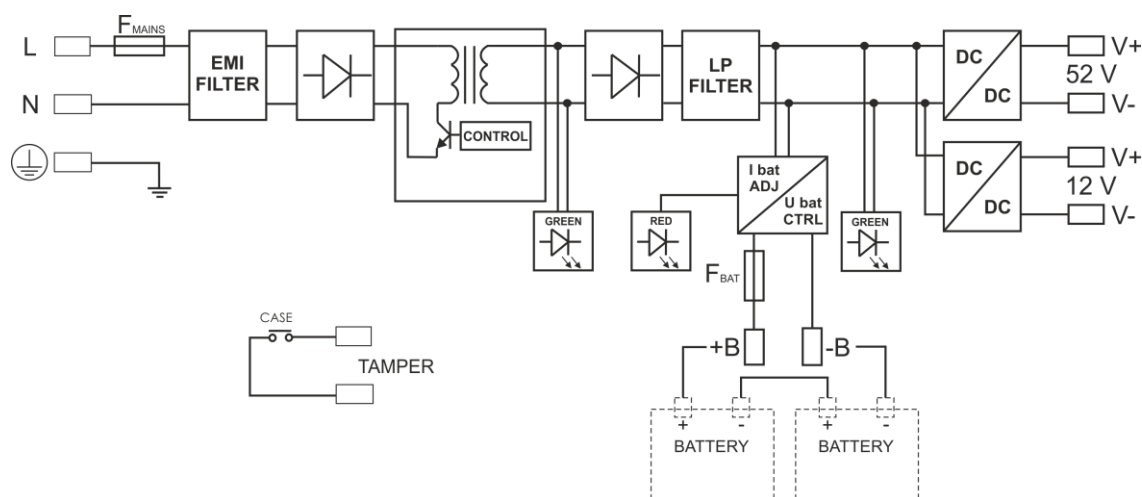 L
F MAINS
EMI
FILTER
LP
FILTER
DC
DC
V+
52 V
V-
N
CONTROL
DC
DC
V+
12 V
V-
I bat
ADJ
U bat
CTRL
GREEN
RED
GREEN
F BAT
CASE
TAMPER
+B
-B
+
-
+
-
BATTERY
BATTERY